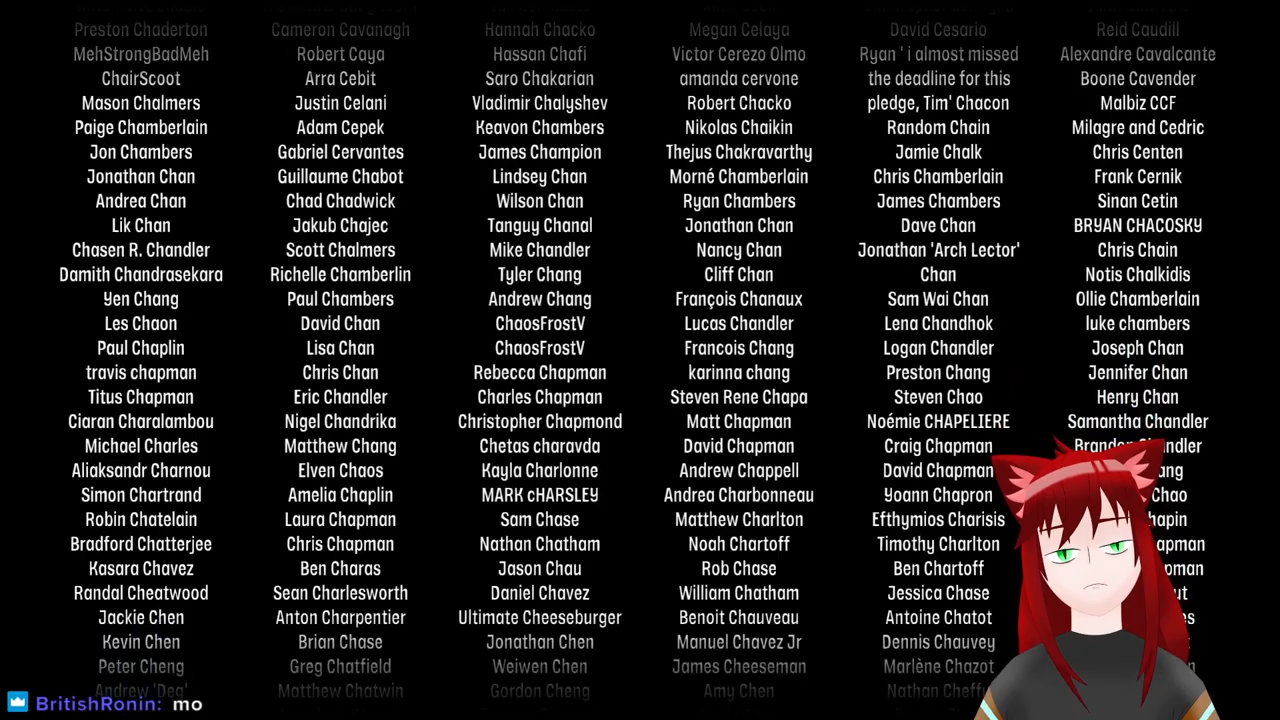 Preston Chaderton
MehStrongBadMeh
ChairScoot
Mason Chalmers
Paige Chamberlain
Jon Chambers
Jonathan Chan
Andrea Chan
Lik Chan
Chasen R. Chandler
Damith Chandrasekara
Yen Chang
Les Chaon
Paul Chaplin
travis chapman
Titus Chapman
Ciaran Charalambou
Michael Charles
Aliaksandr Charnou
Simon Chartrand
Robin Chatelain
Bradford Chatterjee
Kasara Chavez
Randal Cheatwood
Jackie Chen
Kevin Chen
Peter Cheng
Andrew 'Dea'
Cameron Cavanagh
Robert Caya
Arra Cebit
Justin Celani
Adam Cepek
Gabriel Cervantes
Guillaume Chabot
Chad Chadwick
Jakub Chajec
Scott Chalmers
Richelle Chamberlin
Paul Chambers
David Chan
Lisa Chan
Chris Chan
Eric Chandler
Nigel Chandrika
Matthew Chang
Elven Chaos
Amelia Chaplin
Laura Chapman
Chris Chapman
Ben Charas
Sean Charlesworth
Anton Charpentier
Brian Chase
Greg Chatfield
Matthew Chatwin
Hannah Chacko
Hassan Chafi
Saro Chakarian
Vladimir Chalyshev
Keavon Chambers
James Champion
Lindsey Chan
Wilson Chan
Tanguy Chanal
Mike Chandler
Tyler Chang
Andrew Chang
ChaosFrostV
ChaosFrostV
Rebecca Chapman
Charles Chapman
Christopher Chapmond
Chetas charavda
Kayla Charlonne
MARK cHARSLEY
Sam Chase
Nathan Chatham
Jason Chau
Daniel Chavez
Ultimate Cheeseburger
Jonathan Chen
Weiwen Chen
Gordon Cheng
Megan Celaya
Victor Cerezo Olmo
amanda cervone
Robert Chacko
Nikolas Chaikin
Thejus Chakravarthy
Morné Chamberlain
Ryan Chambers
Jonathan Chan
Nancy Chan
Cliff Chan
François Chanaux
Lucas Chandler
Francois Chang
karinna chang
Steven Rene Chapa
Matt Chapman
David Chapman
Andrew Chappell
Andrea Charbonneau
Matthew Charlton
Noah Chartoff
Rob Chase
William Chatham
Benoit Chauveau
Manuel Chavez Jr
James Cheeseman
Amy Chen
David Cesario
Ryan ' i almost missed
the deadline for this
pledge, Tim' Chacon
Random Chain
Jamie Chalk
Chris Chamberlain
James Chambers
Dave Chan
Jonathan 'Arch Lector'
Chan
Sam Wai Chan
Lena Chandhok
Logan Chandler
Preston Chang
Steven Chao
Noémie CHAPELIERE
Craig Chapman
David Chapman
Yoann Chapron
Efthymios Charisis
Timothy Charlton
Ben Chartoff
Jessica Chase
Antoine Chatot
Dennis Chauvey
Marlène Chazot
Nathan Cheffu
Reid Caudill
Alexandre Cavalcante
Boone Cavender
Malbiz CCF
Milagre and Cedric
Chris Centen
Frank Cernik
Sinan Cetin
BRYAN CHACOSKY
Chris Chain
Notis Chalkidis
Ollie Chamberlain
luke chambers
Joseph Chan
Jennifer Chan
Henry Chan
Samantha Chandler
Chao
BritishRonin: mo